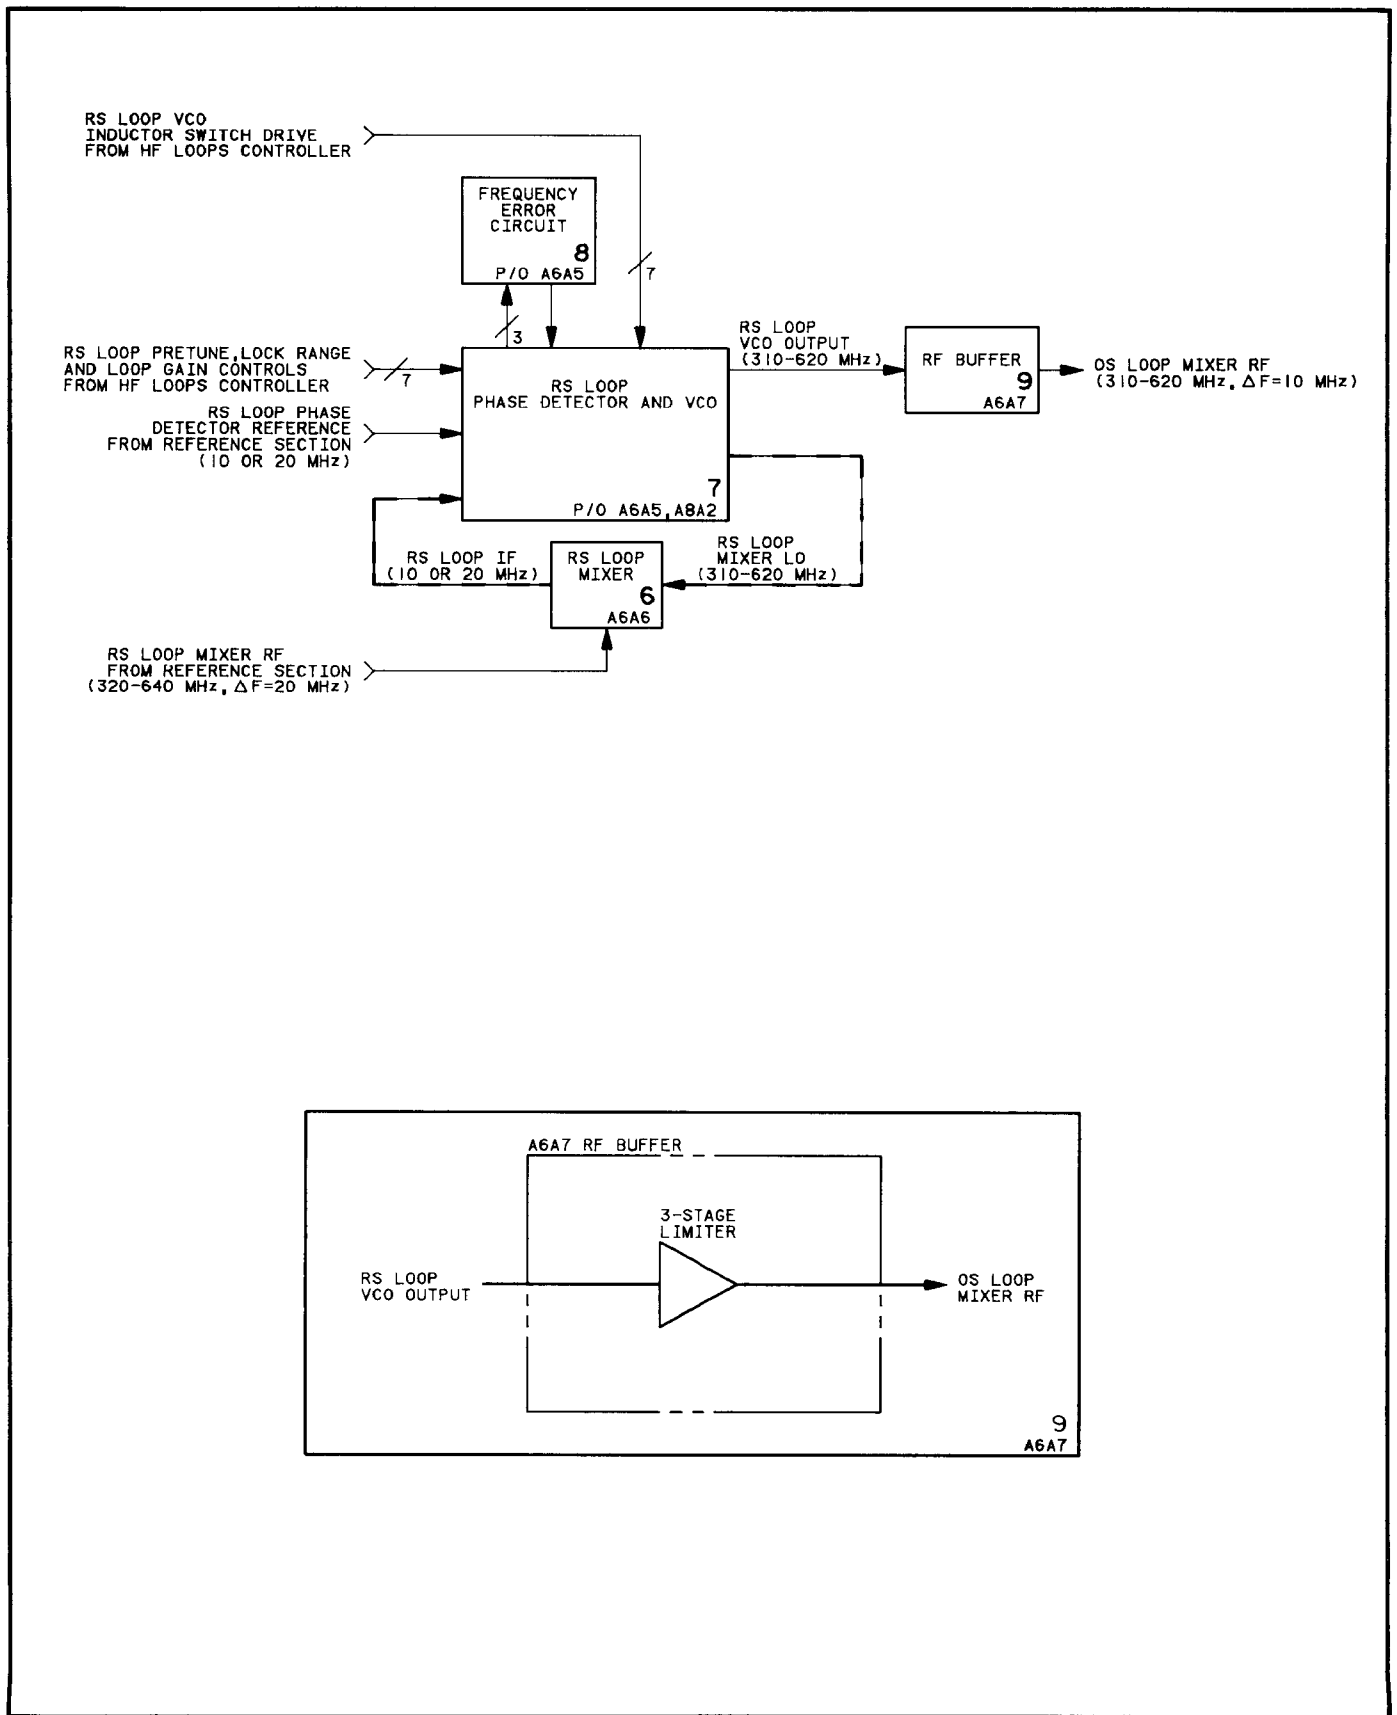 RS LOOP VCO
INDUCTOR SWITCH DRIVE
FROM HF LOOPS CONTROLLER
FREQUENCY
ERROR
CIRCUIT
8
P/O A6A5
7
3
RS LOOP PRETUNE, LOCK RANGE
AND LOOP GAIN CONTROLS
FROM HF LOOPS CONTROLLER
7
RS LOOP PHASE
DETECTOR REFERENCE
FROM REFERENCE SECTION
(10 OR 20 MHz)
RS LOOP
PHASE DETECTOR AND VCO
7
P/O A6A5, A8A2
RS LOOP
VCO OUTPUT
(310-620 MHz)
RF BUFFER
9
A6A7
OS LOOP MIXER RF
(310-620 MHz, ΔF=10 MHz)
RS LOOP IF
(10 OR 20 MHz)
RS LOOP
MIXER
6
A6A6
RS LOOP
MIXER LO
(310-620 MHz)
RS LOOP MIXER RF
FROM REFERENCE SECTION
(320-640 MHz, ΔF=20 MHz)
A6A7 RF BUFFER
3-STAGE
LIMITER
RS LOOP
VCO OUTPUT
OS LOOP
MIXER RF
9
A6A7